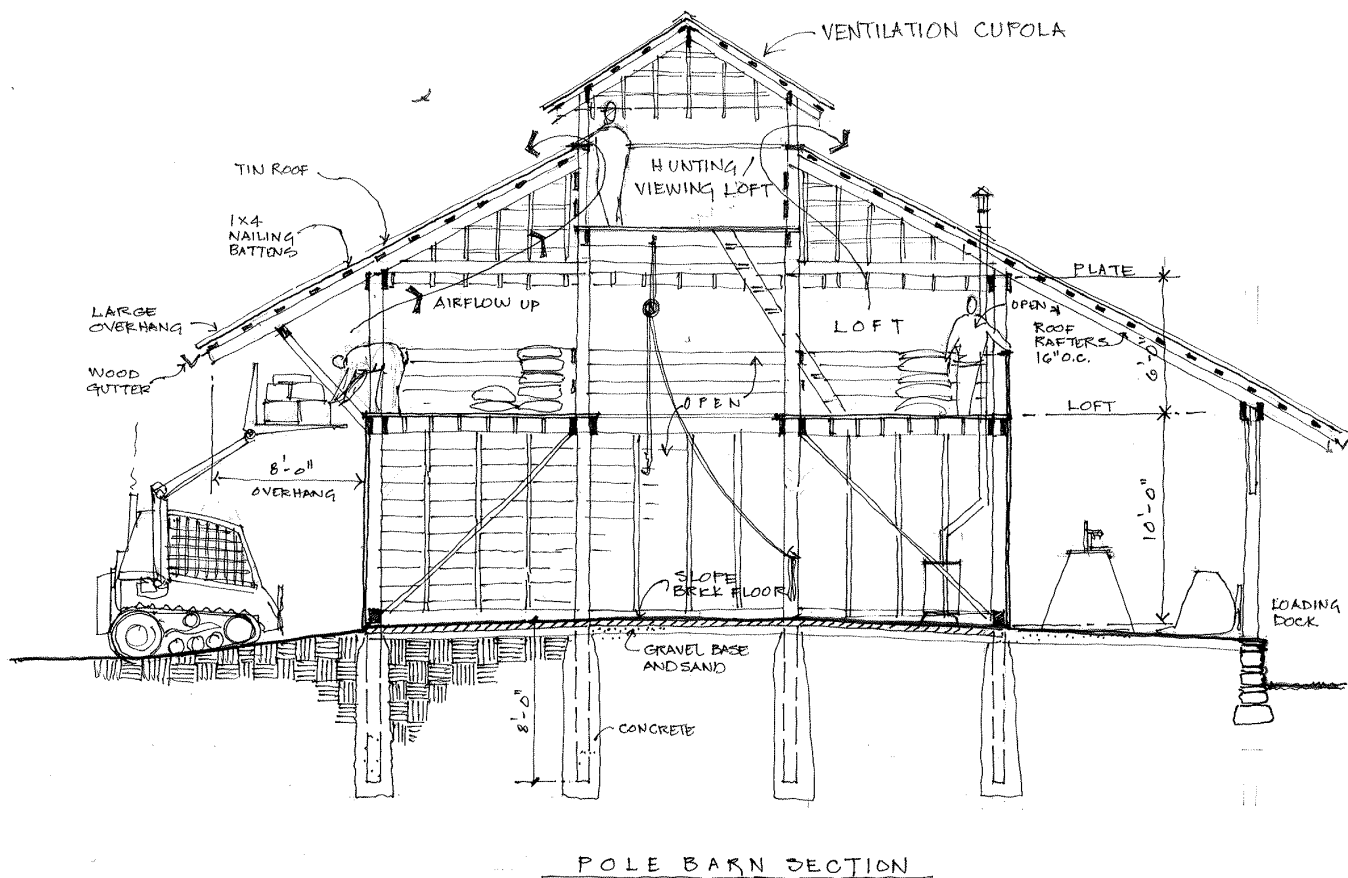 VENTILATION CUPOLA
TIN ROOF
HUNTING/
VIEWING LOFT
1X4
NAILING
BATTENS
PLATE
LARGE
OVERHANG
AIRFLOW UP
LOFT
OPEN
ROOF
RAFTERS
16" O.C.
6'-0"
WOOD
GUTTER
OPEN
LOFT
8'-0"
OVERHANG
10'-0"
SLOPE
BRICK FLOOR
LOADING
DOCK
GRAVEL BASE
AND SAND
8'-0"
CONCRETE
POLE BARN SECTION